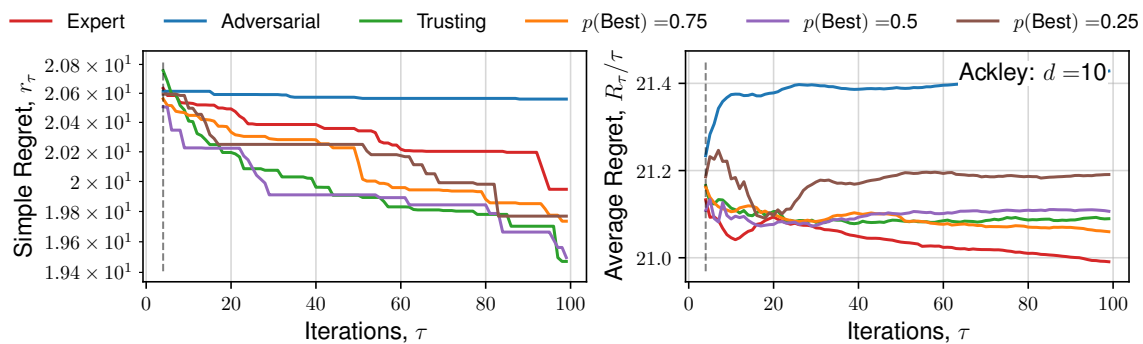 Expert Adversarial Trusting p(Best) =0.75 p(Best) =0.5 p(Best) =0.25
Simple Regret, r_τ
2.08 × 10¹
2.06 × 10¹
2.04 × 10¹
2.02 × 10¹
2 × 10¹
1.98 × 10¹
1.96 × 10¹
1.94 × 10¹
0 20 40 60 80 100
Iterations, τ
Average Regret, R_τ/τ
Ackley: d =10
21.4
21.2
21.0
0 20 40 60 80 100
Iterations, τ